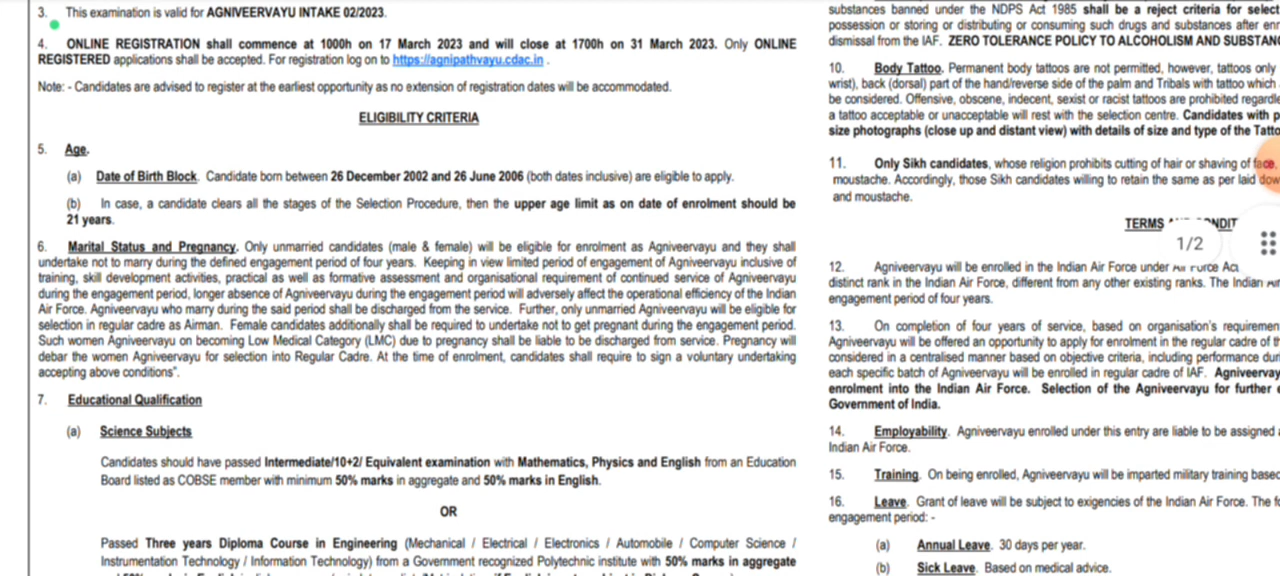 3. This examination is valid for AGNIVEERVAYU INTAKE 02/2023.
4. ONLINE REGISTRATION shall commence at 1000h on 17 March 2023 and will close at 1700h on 31 March 2023. Only ONLINE
REGISTERED applications shall be accepted. For registration log on to https://agnipathvayu.cdac.in .
Note: - Candidates are advised to register at the earliest opportunity as no extension of registration dates will be accommodated.
ELIGIBILITY CRITERIA
5. Age.
(a) Date of Birth Block. Candidate born between 26 December 2002 and 26 June 2006 (both dates inclusive) are eligible to apply.
(b) In case, a candidate clears all the stages of the Selection Procedure, then the upper age limit as on date of enrolment should be
21 years.
6. Marital Status and Pregnancy. Only unmarried candidates (male & female) will be eligible for enrolment as Agniveervayu and they shall
undertake not to marry during the defined engagement period of four years. Keeping in view limited period of engagement of Agniveervayu inclusive of
training, skill development activities, practical as well as formative assessment and organisational requirement of continued service of Agniveervayu
during the engagement period, longer absence of Agniveervayu during the engagement period will adversely affect the operational efficiency of the Indian
Air Force. Agniveervayu who marry during the said period shall be discharged from the service. Further, only unmarried Agniveervayu will be eligible for
selection in regular cadre as Airman. Female candidates additionally shall be required to undertake not to get pregnant during the engagement period.
Such women Agniveervayu on becoming Low Medical Category (LMC) due to pregnancy shall be liable to be discharged from service. Pregnancy will
debar the women Agniveervayu for selection into Regular Cadre. At the time of enrolment, candidates shall require to sign a voluntary undertaking
accepting above conditions".
7. Educational Qualification
(a) Science Subjects
Candidates should have passed Intermediate/10+2/ Equivalent examination with Mathematics, Physics and English from an Education
Board listed as COBSE member with minimum 50% marks in aggregate and 50% marks in English.
OR
Passed Three years Diploma Course in Engineering (Mechanical / Electrical / Electronics / Automobile / Computer Science /
Instrumentation Technology / Information Technology) from a Government recognized Polytechnic institute with 50% marks in aggregate
substances banned under the NDPS Act 1985 shall be a reject criteria for select
possession or storing or distributing or consuming such drugs and substances after enr
dismissal from the IAF. ZERO TOLERANCE POLICY TO ALCOHOLISM AND SUBSTAN
10. Body Tattoo. Permanent body tattoos are not permitted, however, tattoos only
wrist), back (dorsal) part of the hand/reverse side of the palm and Tribals with tattoo which
be considered. Offensive, obscene, indecent, sexist or racist tattoos are prohibited regardle
a tattoo acceptable or unacceptable will rest with the selection centre. Candidates with p
size photographs (close up and distant view) with details of size and type of the Tatto
11. Only Sikh candidates, whose religion prohibits cutting of hair or shaving of face,
moustache. Accordingly, those Sikh candidates willing to retain the same as per laid dow
and moustache.
TERMS
1/2
12. Agniveervayu will be enrolled in the Indian Air Force under Air Force Act
distinct rank in the Indian Air Force, different from any other existing ranks. The Indian Air
engagement period of four years.
13. On completion of four years of service, based on organisation's requiremen
Agniveervayu will be offered an opportunity to apply for enrolment in the regular cadre of th
considered in a centralised manner based on objective criteria, including performance duri
each specific batch of Agniveervayu will be enrolled in regular cadre of IAF. Agniveervay
enrolment into the Indian Air Force. Selection of the Agniveervayu for further e
Government of India.
14. Employability. Agniveervayu enrolled under this entry are liable to be assigned a
Indian Air Force.
15. Training. On being enrolled, Agniveervayu will be imparted military training based
16. Leave. Grant of leave will be subject to exigencies of the Indian Air Force. The fo
engagement period: -
(a) Annual Leave. 30 days per year.
(b) Sick Leave. Based on medical advice.